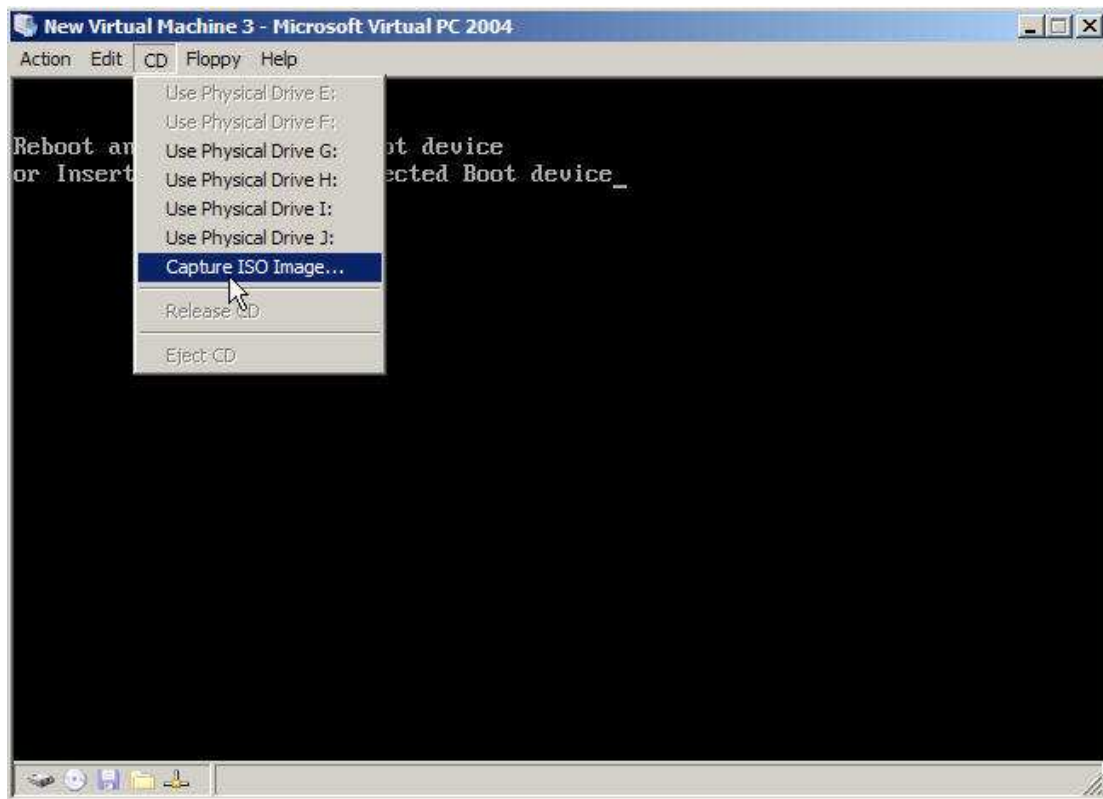 New Virtual Machine 3 - Microsoft Virtual PC 2004
Action Edit CD Floppy Help
Use Physical Drive E:
Use Physical Drive F:
Use Physical Drive G:
Use Physical Drive H:
Use Physical Drive I:
Use Physical Drive J:
Capture ISO Image...
Release CD
Eject CD
Reboot an ot device
or Insert ected Boot device_